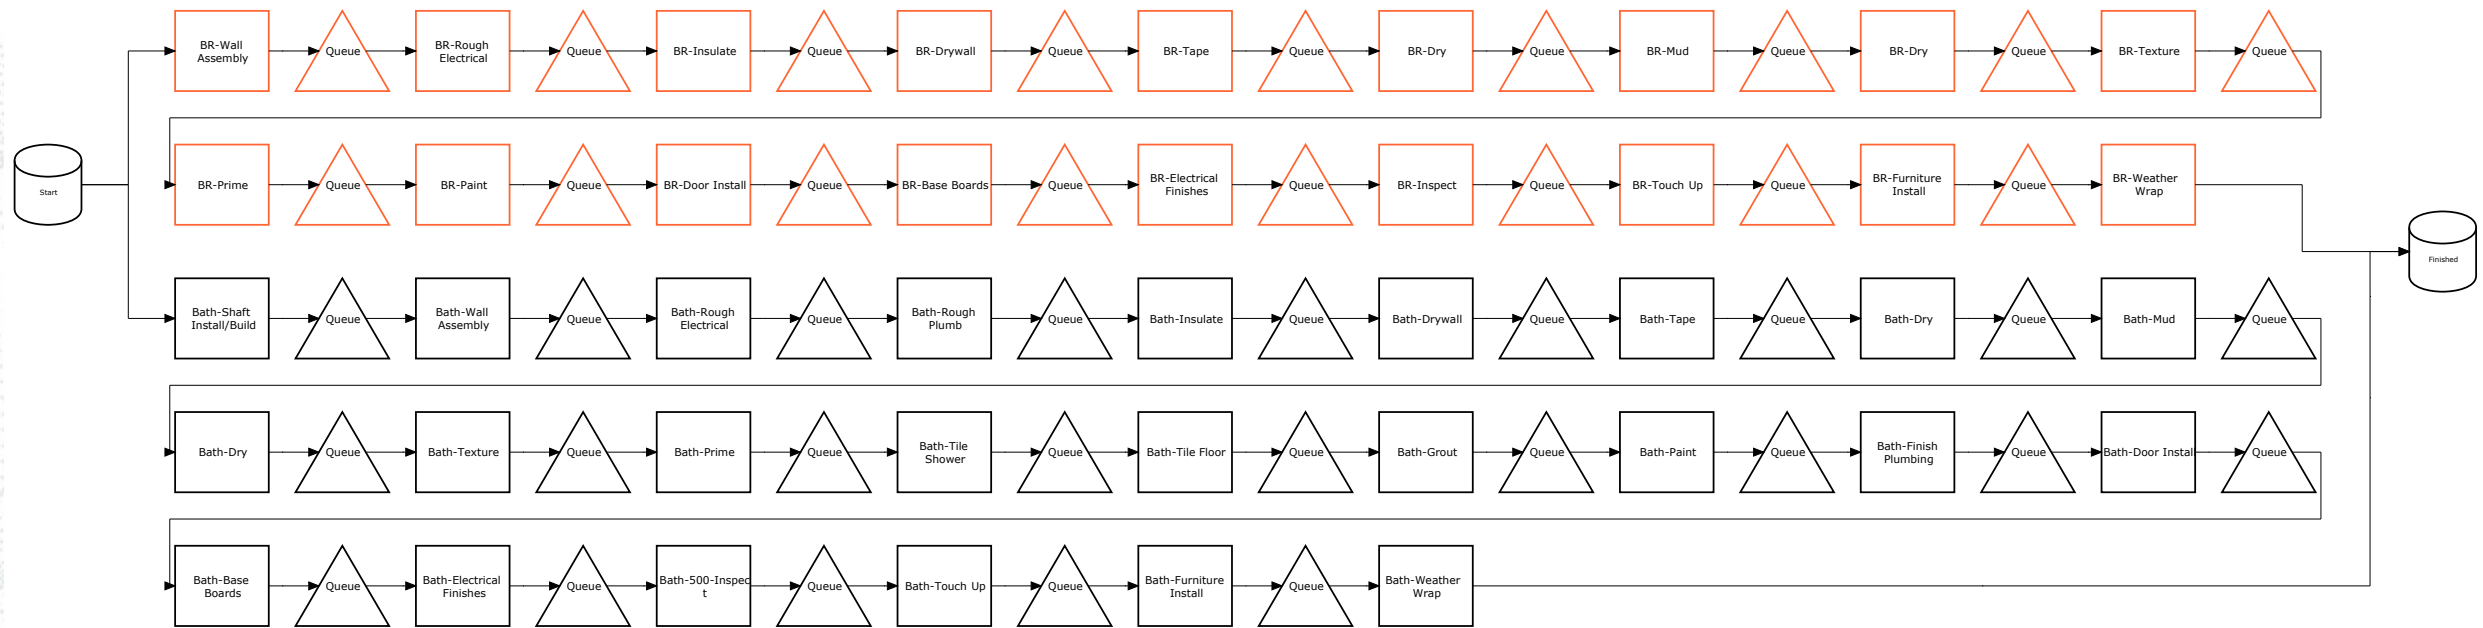 BR-Wall
Assembly
Queue
BR-Rough
Electrical
Queue
BR-Insulate
Queue
BR-Drywall
Queue
BR-Tape
Queue
BR-Dry
Queue
BR-Mud
Queue
BR-Dry
Queue
BR-Texture
Queue
Start
BR-Prime
Queue
BR-Paint
Queue
BR-Door Install
Queue
BR-Base Boards
Queue
BR-Electrical
Finishes
Queue
BR-Inspect
Queue
BR-Touch Up
Queue
BR-Furniture
Install
Queue
BR-Weather
Wrap
Finished
Bath-Shaft
Install/Build
Queue
Bath-Wall
Assembly
Queue
Bath-Rough
Electrical
Queue
Bath-Rough
Plumb
Queue
Bath-Insulate
Queue
Bath-Drywall
Queue
Bath-Tape
Queue
Bath-Dry
Queue
Bath-Mud
Queue
Bath-Dry
Queue
Bath-Texture
Queue
Bath-Prime
Queue
Bath-Tile
Shower
Queue
Bath-Tile Floor
Queue
Bath-Grout
Queue
Bath-Paint
Queue
Bath-Finish
Plumbing
Queue
Bath-Door Instal
Queue
Bath-Base
Boards
Queue
Bath-Electrical
Finishes
Queue
Bath-500-Inspec
t
Queue
Bath-Touch Up
Queue
Bath-Furniture
Install
Queue
Bath-Weather
Wrap